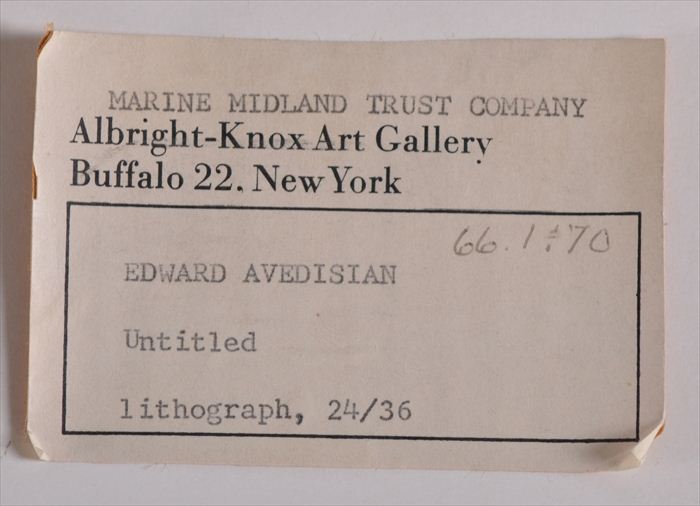 MARINE MIDLAND TRUST COMPANY
Albright-Knox Art Gallery
Buffalo 22, New York
66.1:70
EDWARD AVEDISIAN
Untitled
lithograph, 24/36